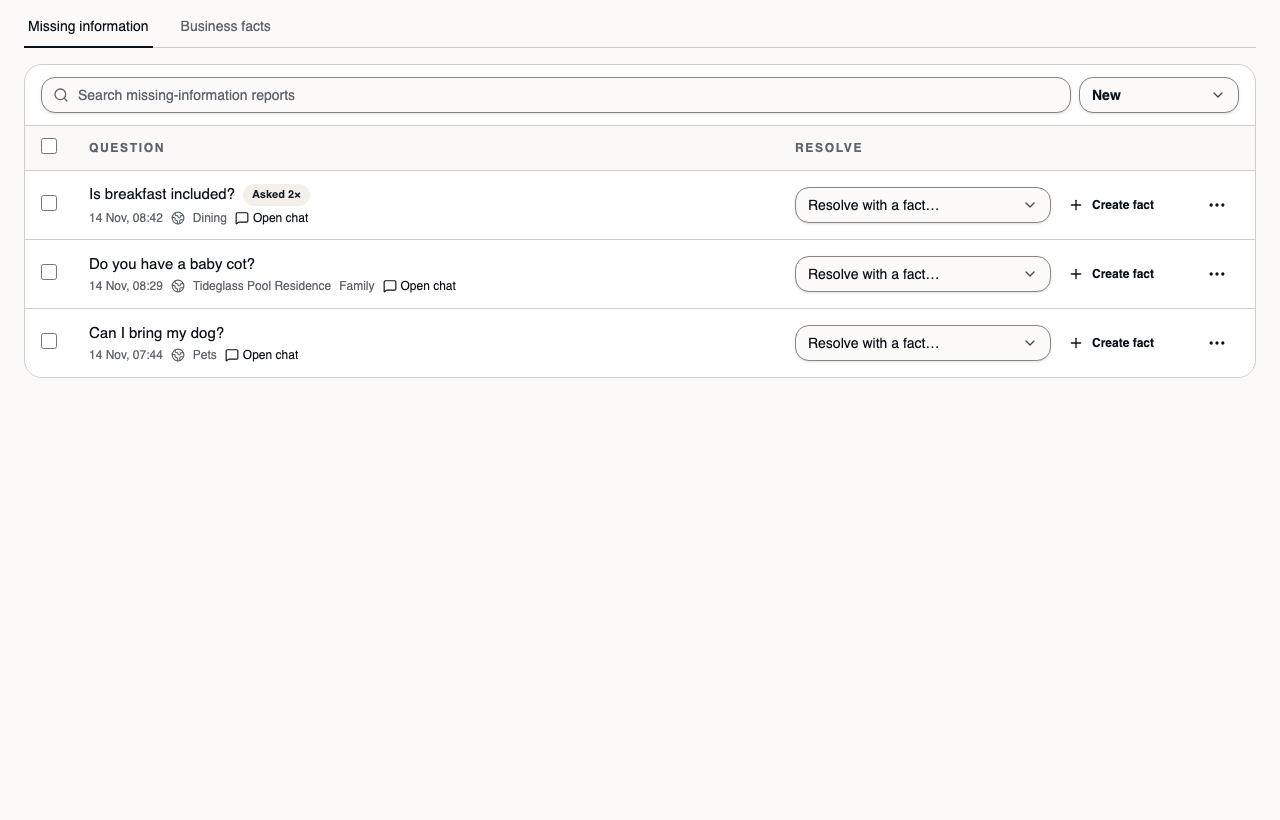 Missing information Business facts
Search missing-information reports New
QUESTION RESOLVE
Is breakfast included? Asked 2× Resolve with a fact… Create fact
14 Nov, 08:42 Dining Open chat
Do you have a baby cot? Resolve with a fact… Create fact
14 Nov, 08:29 Tideglass Pool Residence Family Open chat
Can I bring my dog? Resolve with a fact… Create fact
14 Nov, 07:44 Pets Open chat